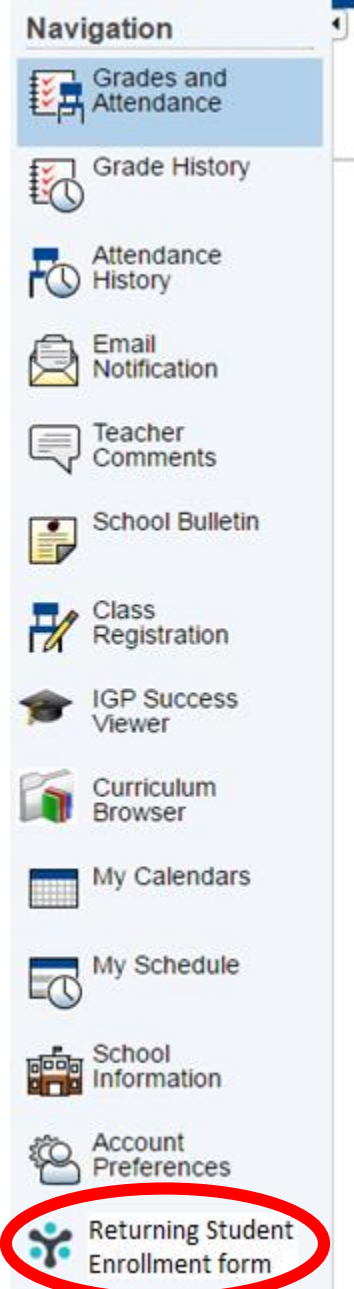 Navigation
Grades and
Attendance
Grade History
Attendance
History
Email
Notification
Teacher
Comments
School Bulletin
Class
Registration
IGP Success
Viewer
Curriculum
Browser
My Calendars
My Schedule
School
Information
Account
Preferences
Returning Student
Enrollment form